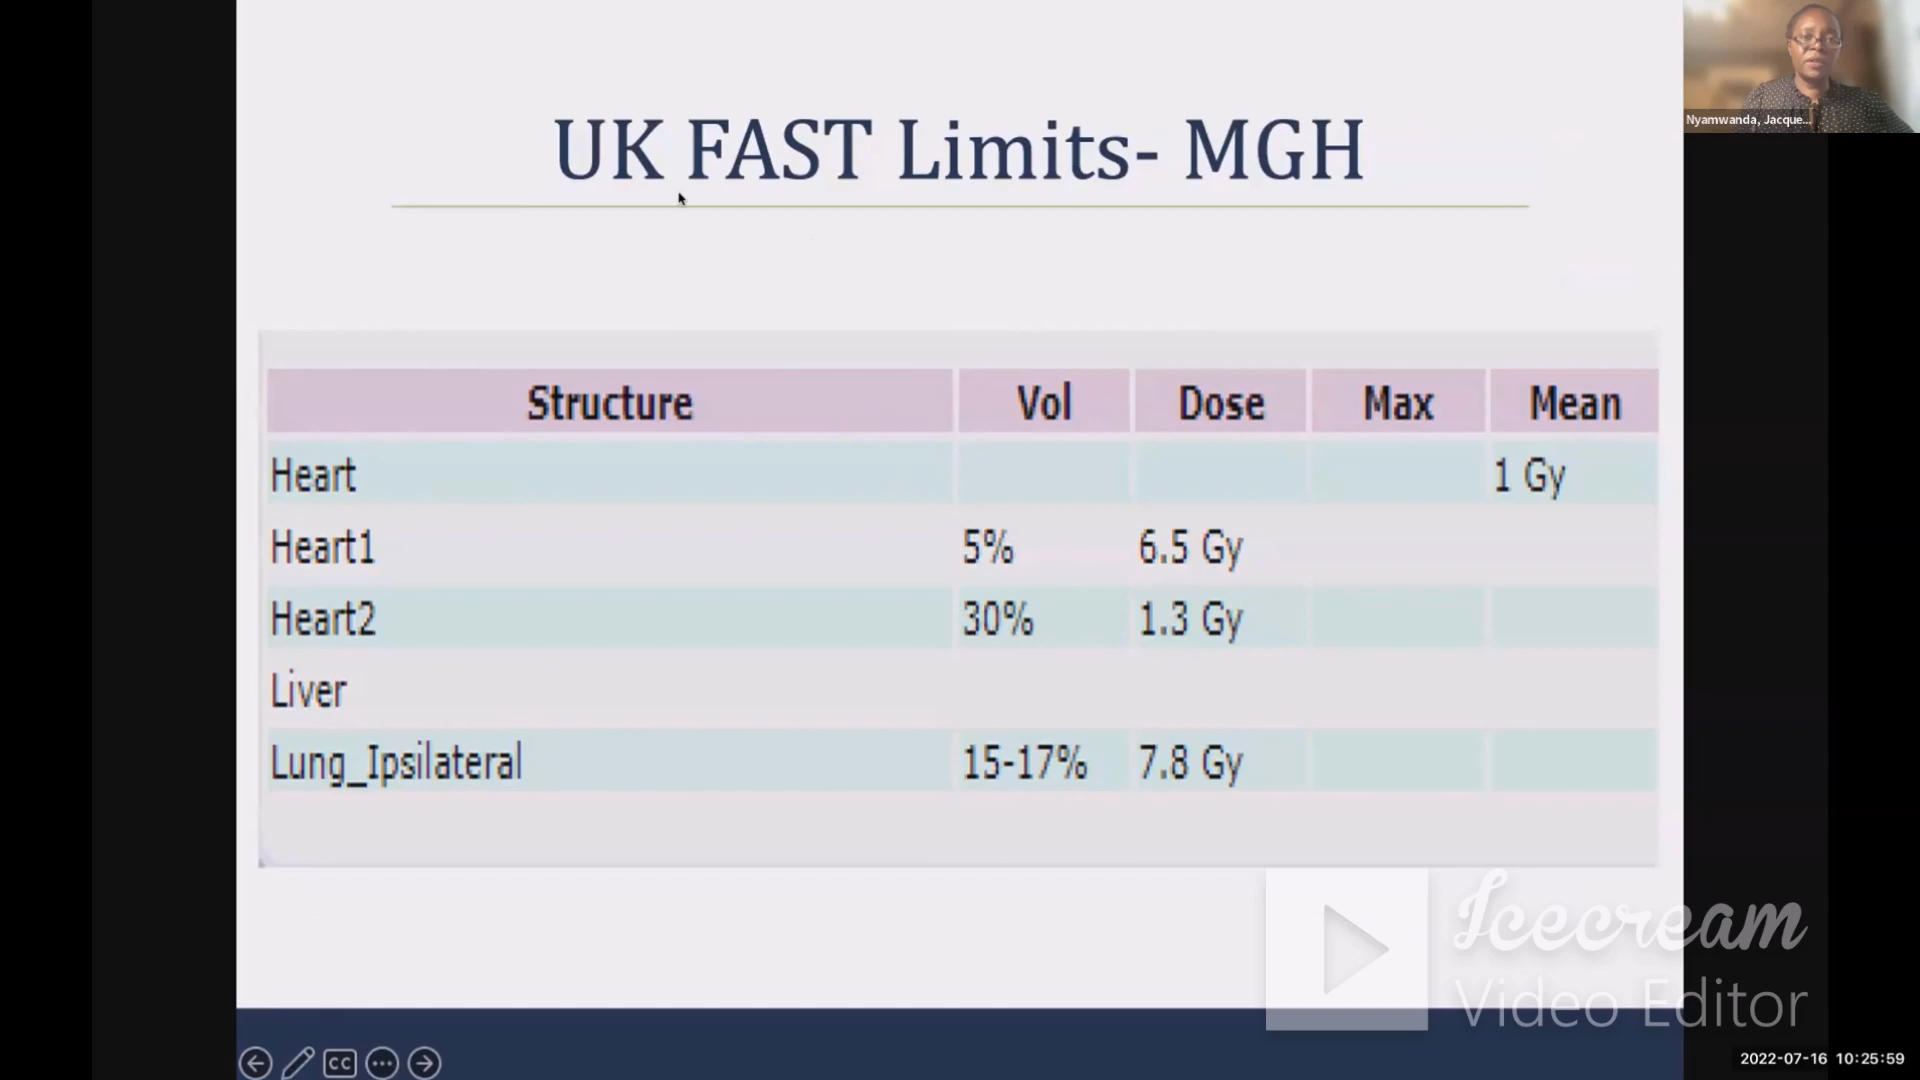 UK FAST Limits- MGH
Nyamwanda, Jacque...
Structure Vol Dose Max Mean
Heart 1 Gy
Heart1 5% 6.5 Gy
Heart2 30% 1.3 Gy
Liver
Lung_Ipsilateral 15-17% 7.8 Gy
Icecream
Video Editor
CC
2022-07-16 10:25:59